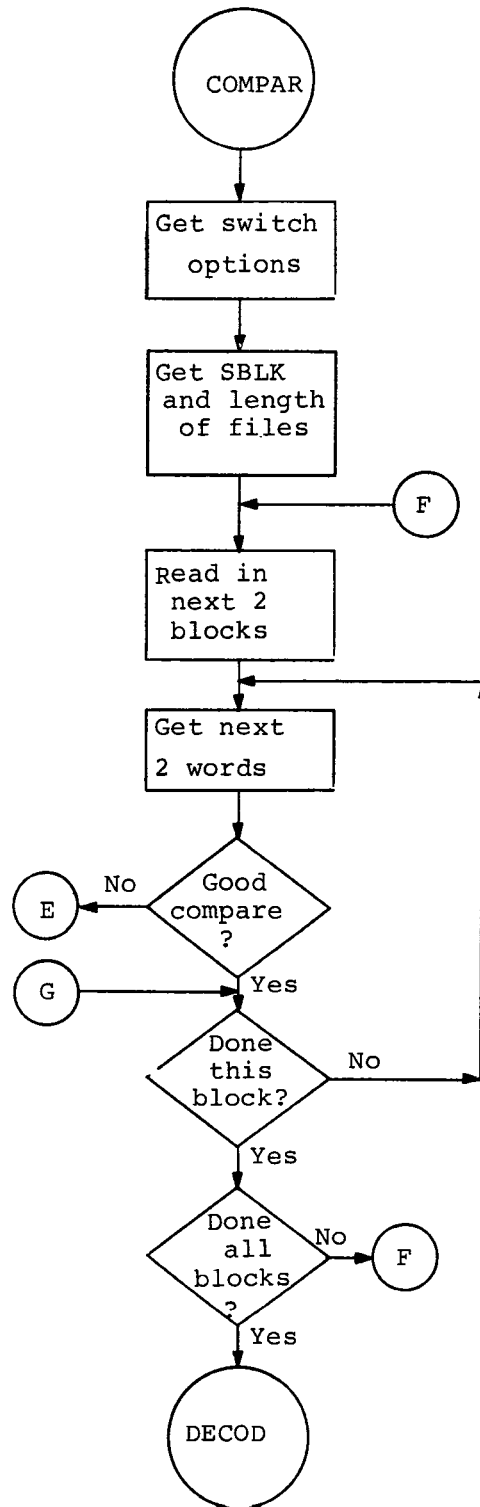 COMPAR
Get switch
options
Get SBLK
and length
of files
F
Read in
next 2
blocks
Get next
2 words
Good
compare
?
No
E
Yes
G
Done
this
block?
No
Yes
Done
all
blocks
?
No
F
Yes
DECOD